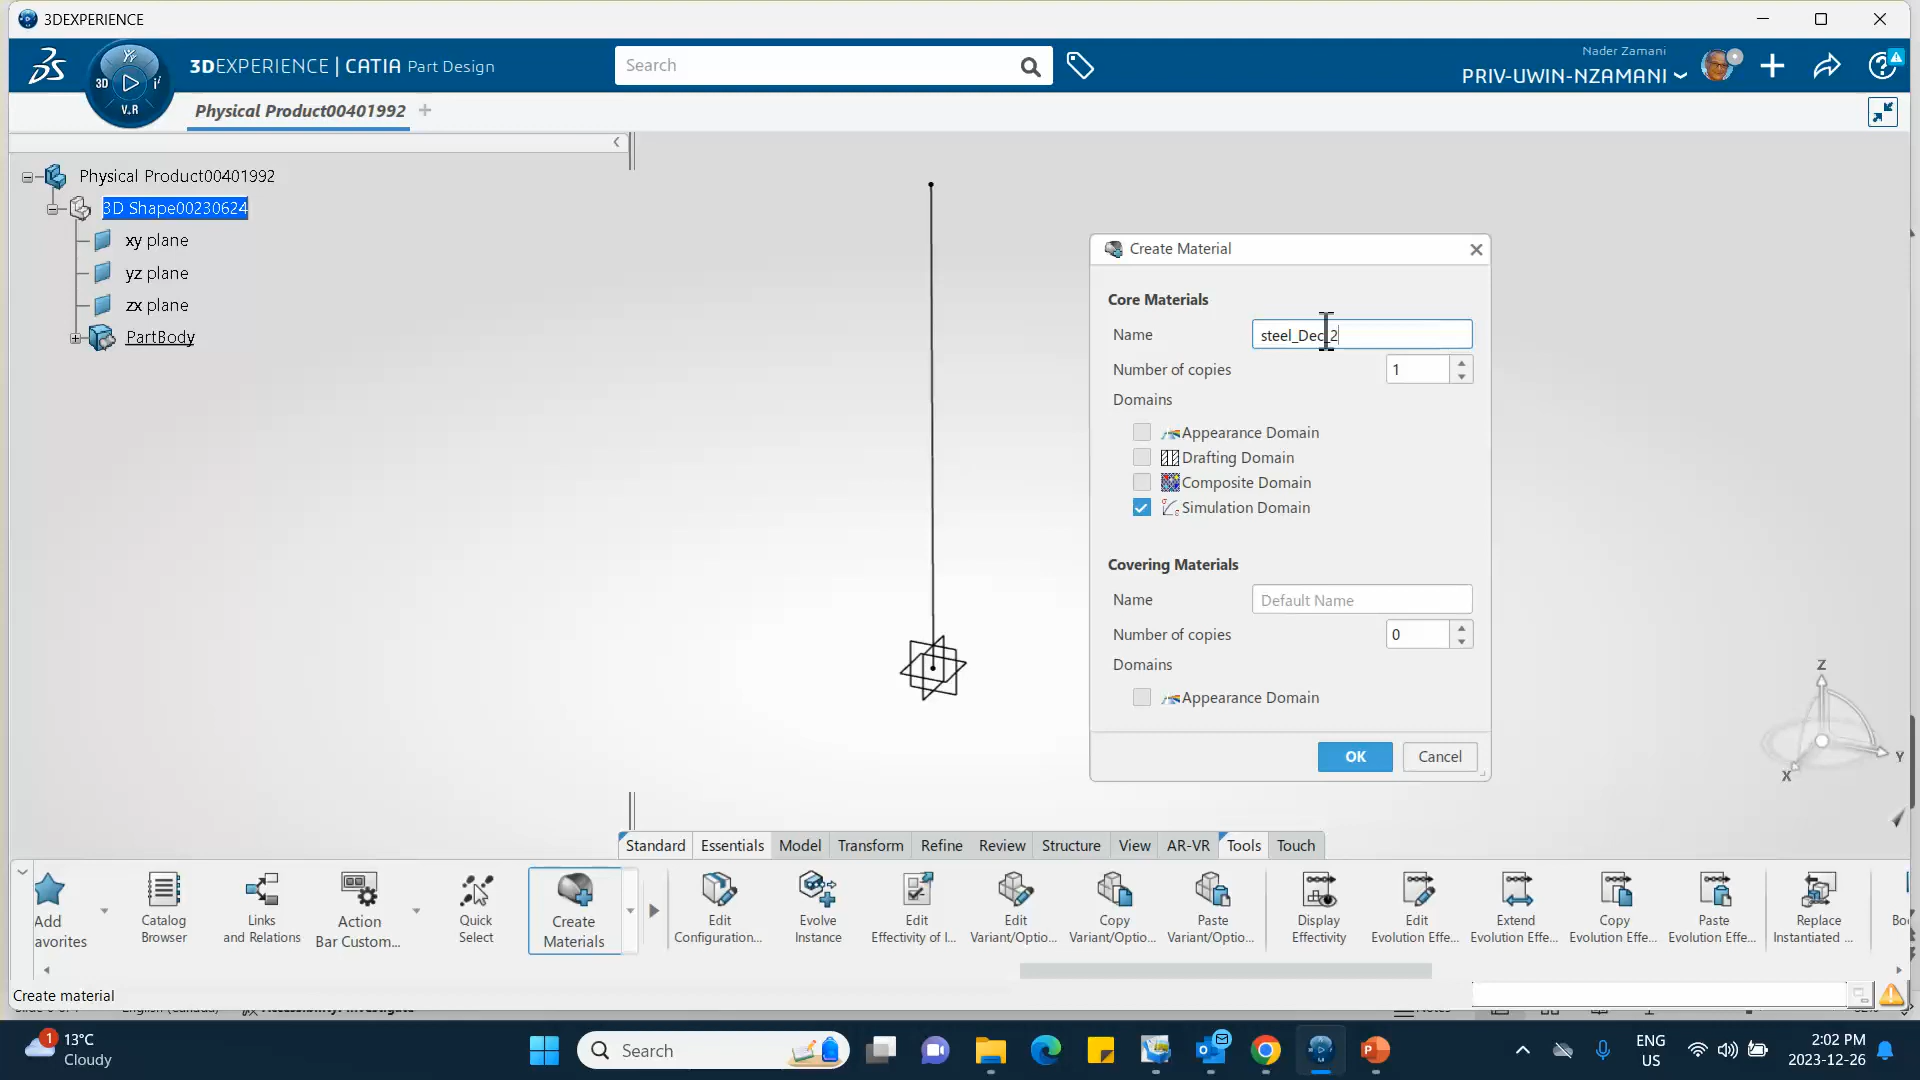 3DEXPERIENCE
3DEXPERIENCE | CATIA Part Design
3D
V.R
Search
Nader Zamani
PRIV-UWIN-NZAMANI
Physical Product00401992
Physical Product00401992
3D Shape00230624
xy plane
yz plane
zx plane
PartBody
Create Material
Core Materials
Name
steel_Dec_2
Number of copies
1
Domains
Appearance Domain
Drafting Domain
Composite Domain
Simulation Domain
Covering Materials
Name
Default Name
Number of copies
0
Domains
Appearance Domain
OK
Cancel
Z
Y
X
Standard
Essentials
Model
Transform
Refine
Review
Structure
View
AR-VR
Tools
Touch
Add
avorites
Catalog
Browser
Links
and Relations
Action
Bar Custom...
Quick
Select
Create
Materials
Edit
Configuration...
Evolve
Instance
Edit
Effectivity of I...
Edit
Variant/Optio...
Copy
Variant/Optio...
Paste
Variant/Optio...
Display
Effectivity
Edit
Evolution Effe...
Extend
Evolution Effe...
Copy
Evolution Effe...
Paste
Evolution Effe...
Replace
Instantiated ...
Create material
1
13°C
Cloudy
Search
ENG
US
2:02 PM
2023-12-26